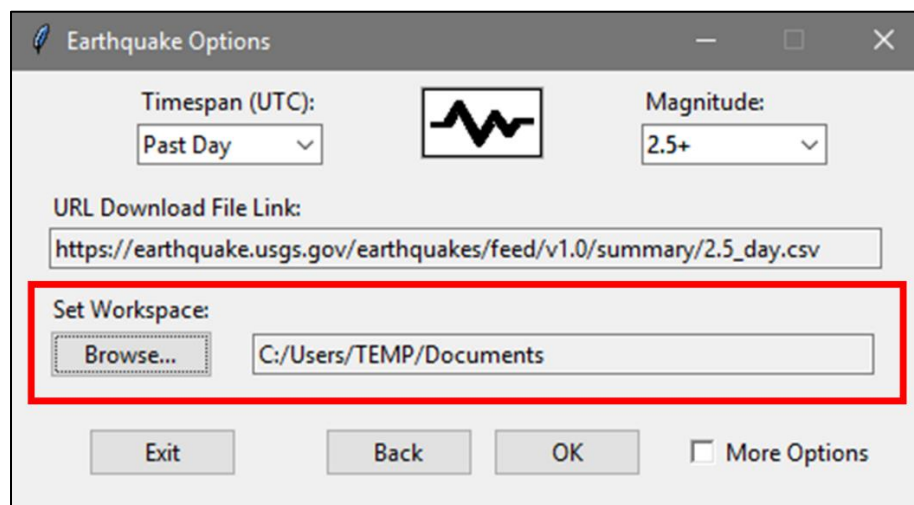 Earthquake Options
Timespan (UTC):
Magnitude:
Past Day
2.5+
URL Download File Link:
https://earthquake.usgs.gov/earthquakes/feed/v1.0/summary/2.5_day.csv
Set Workspace:
Browse... C:/Users/TEMP/Documents
Exit Back OK More Options